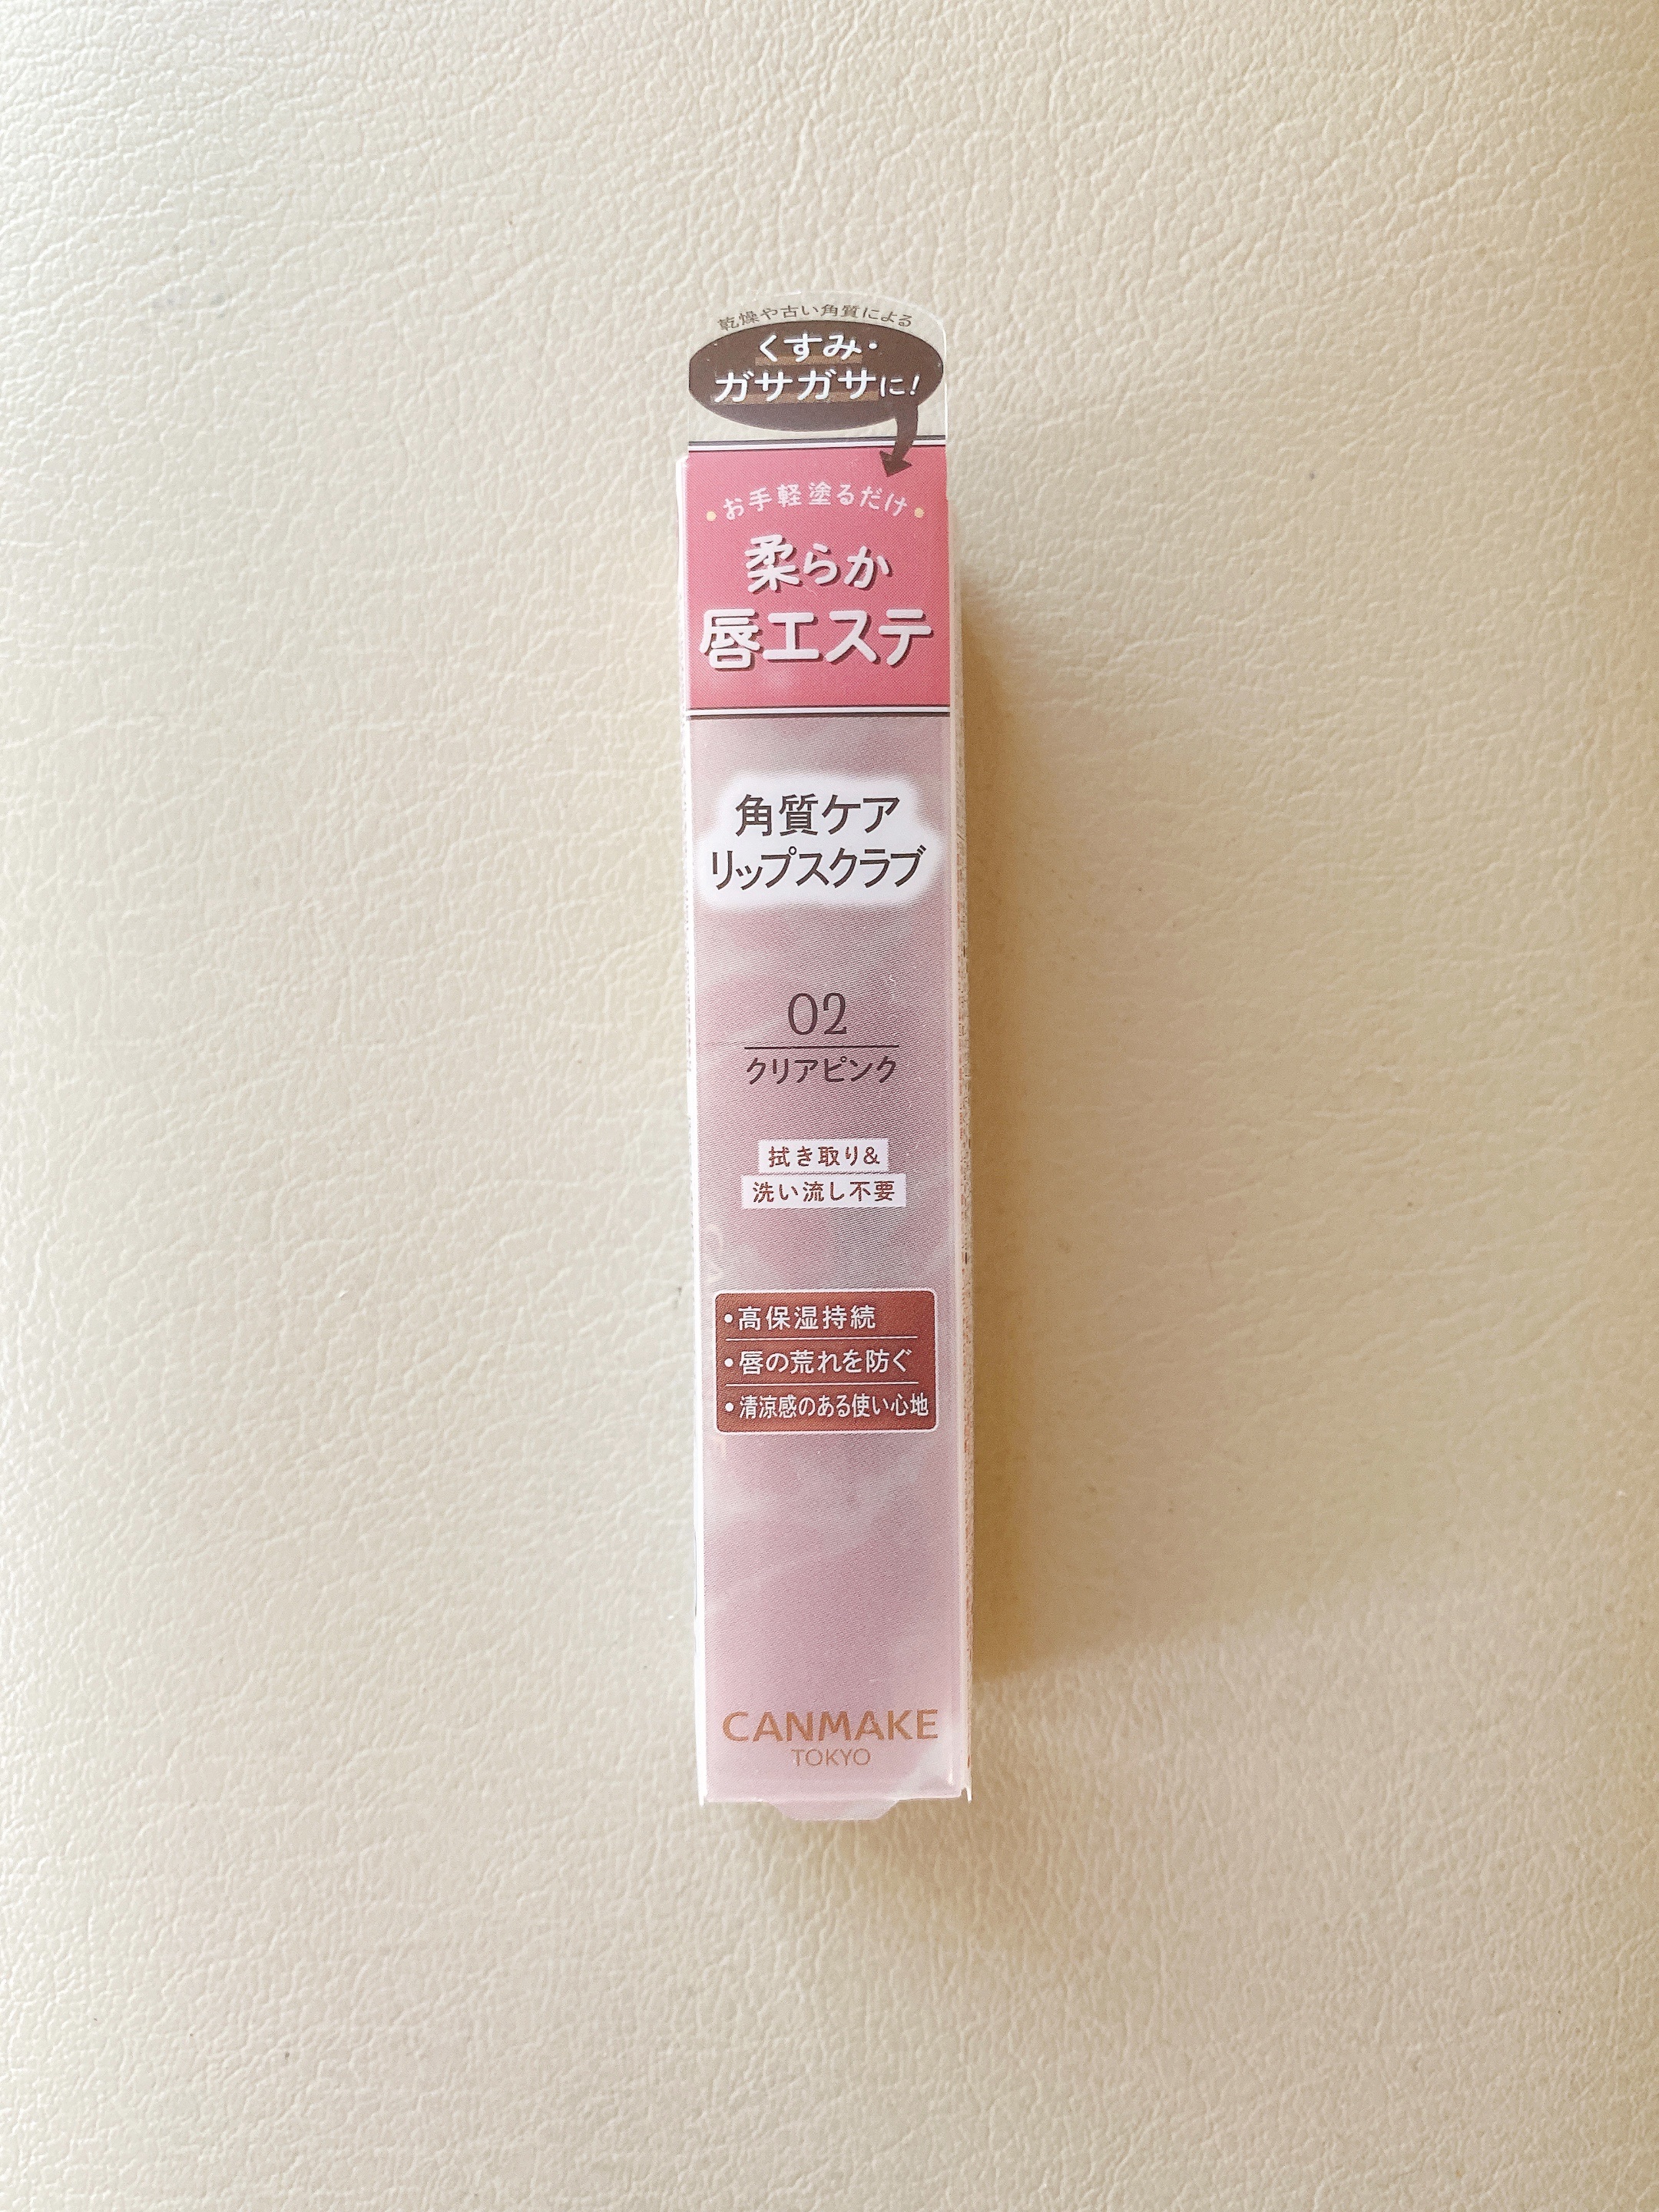 乾燥や古い角質による
くすみ・
ガサガサに!
お手軽塗るだけ
柔らか
唇エステ
角質ケア
リップスクラブ
02
クリアピンク
拭き取り&
洗い流し不要
•高保湿持続
•唇の荒れを防ぐ
•清涼感のある使い心地
CANMAKE
TOKYO